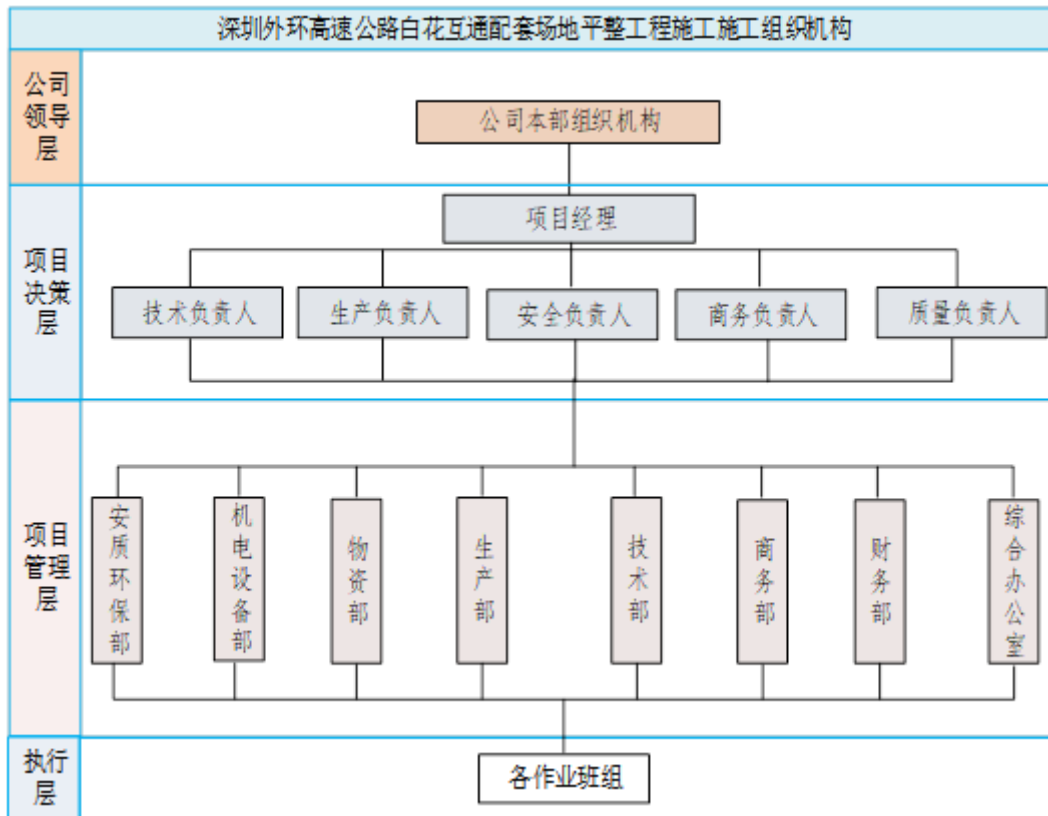 深圳外环高速公路白花互通配套场地平整工程施工施工组织机构
公司
领导
层
公司本部组织机构
项目
决策
层
项目经理
技术负责人
生产负责人
安全负责人
商务负责人
质量负责人
项目
管理
层
安质环保部
机电设备部
物资部
生产部
技术部
商务部
财务部
综合办公室
执行
层
各作业班组